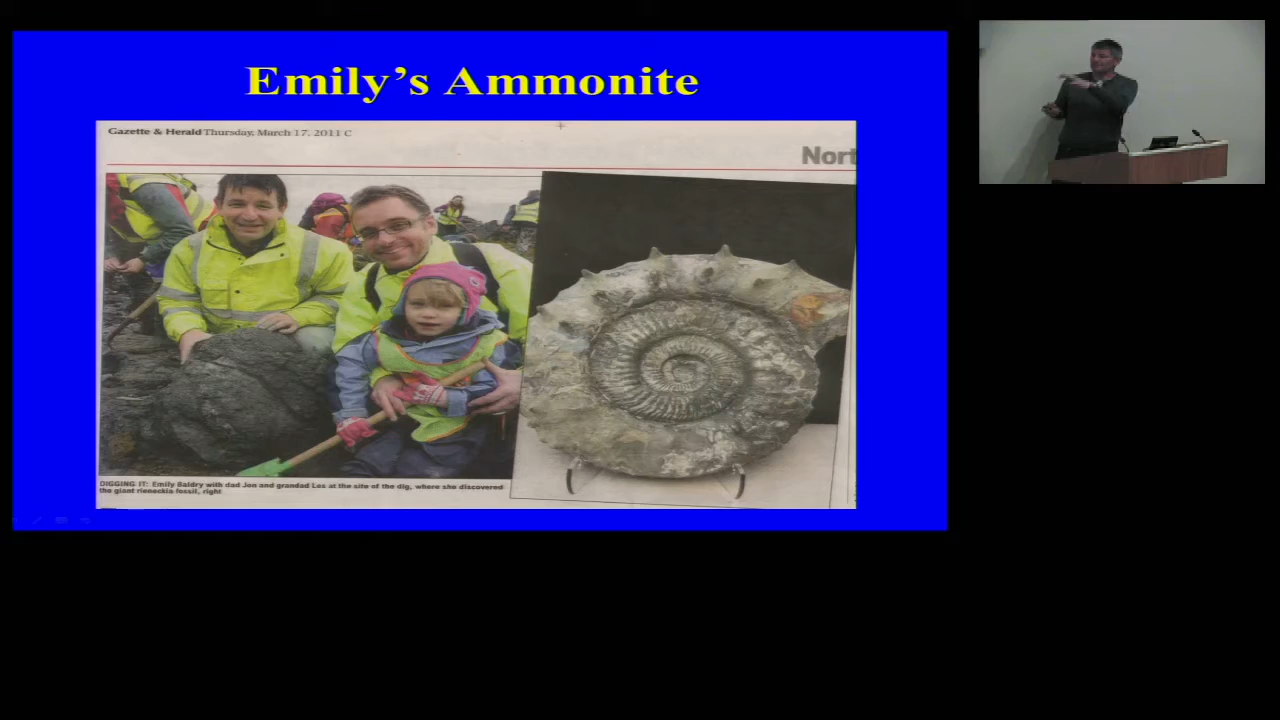 Emily’s Ammonite
Gazette & Herald Thursday, March 17, 2011 C
Nort
DIGGING IT: Emily Baldry with dad Jon and grandad Les at the site of the dig, where she discovered
the giant rieneckia fossil, right